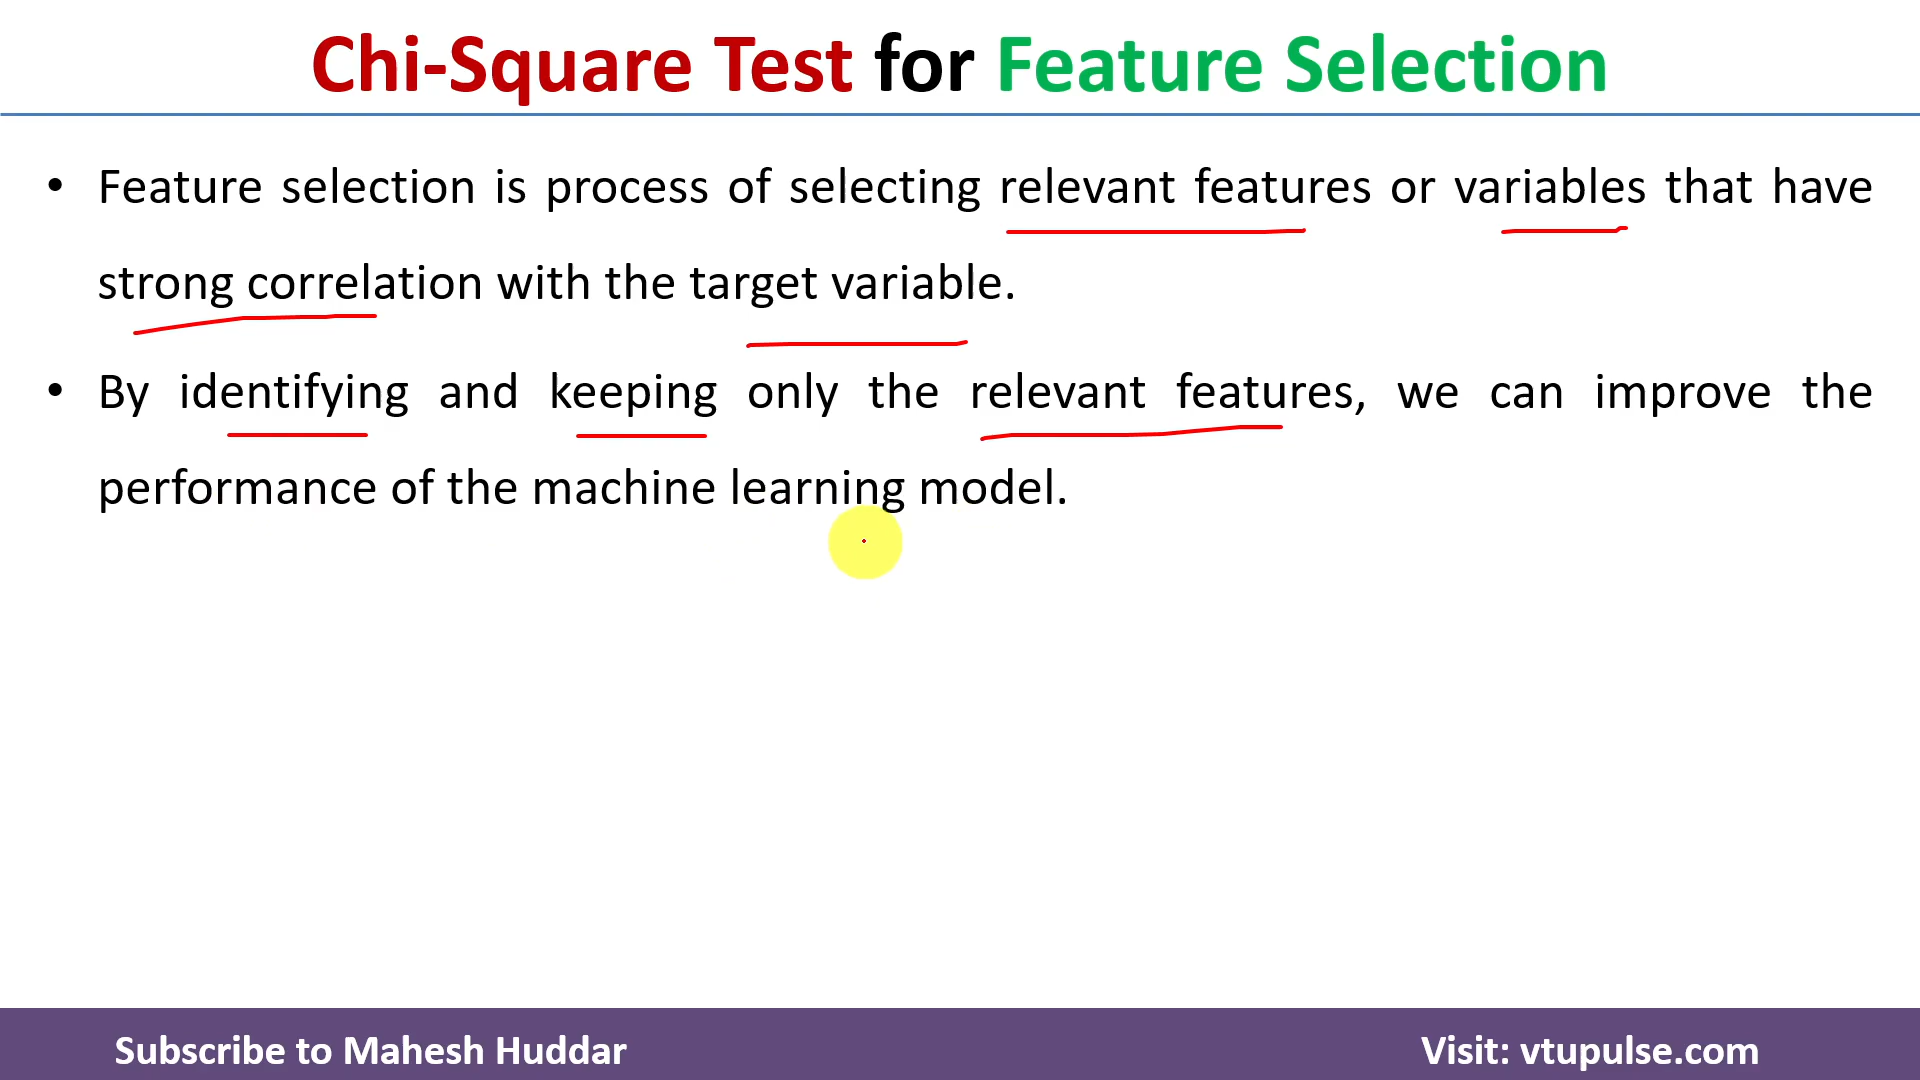 Chi-Square Test for Feature Selection
• Feature selection is process of selecting relevant features or variables that have
strong correlation with the target variable.
• By identifying and keeping only the relevant features, we can improve the
performance of the machine learning model.
Subscribe to Mahesh Huddar
Visit: vtupulse.com